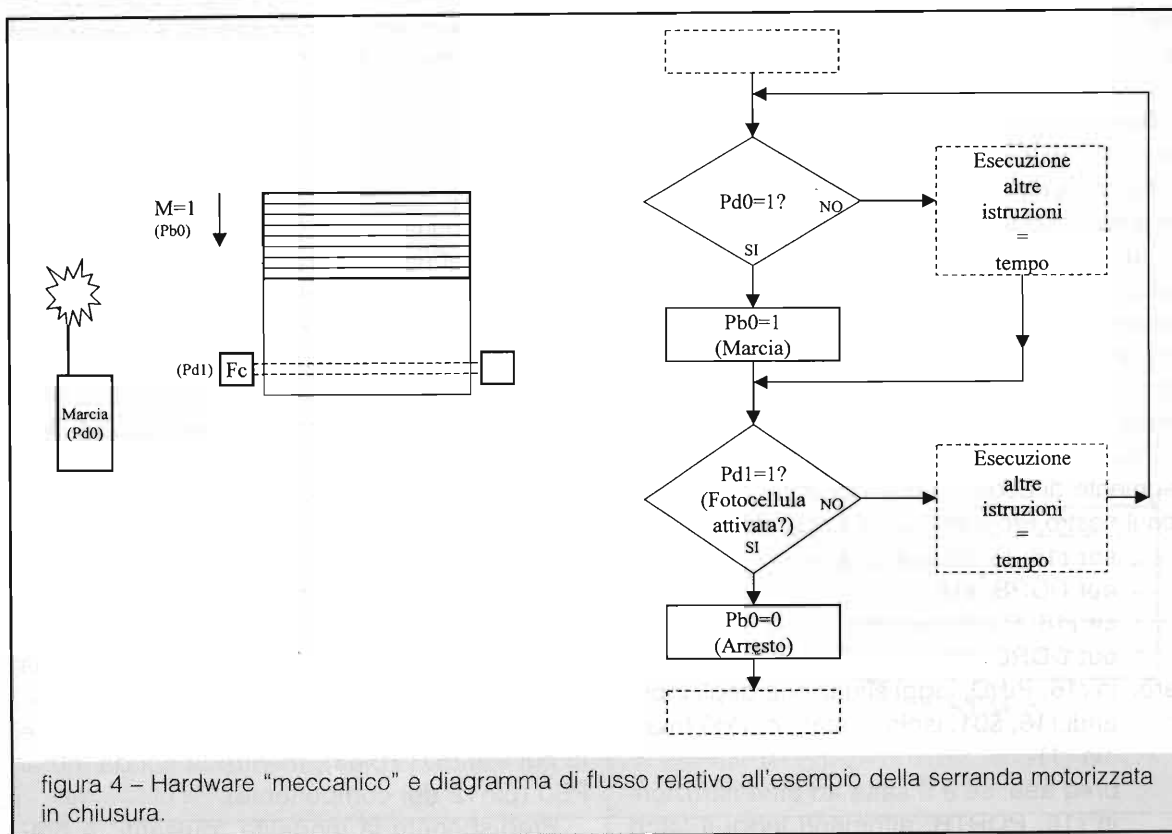 M=1
(Pb0)
Marcia
(Pd0)
(Pd1)
Fc
Pd0=1?
NO
SI
Esecuzione
altre
istruzioni
=
tempo
Pb0=1
(Marcia)
Pd1=1?
(Fotocellula
attivata?)
NO
SI
Esecuzione
altre
istruzioni
=
tempo
Pb0=0
(Arresto)
figura 4 – Hardware "meccanico" e diagramma di flusso relativo all'esempio della serranda motorizzata
in chiusura.